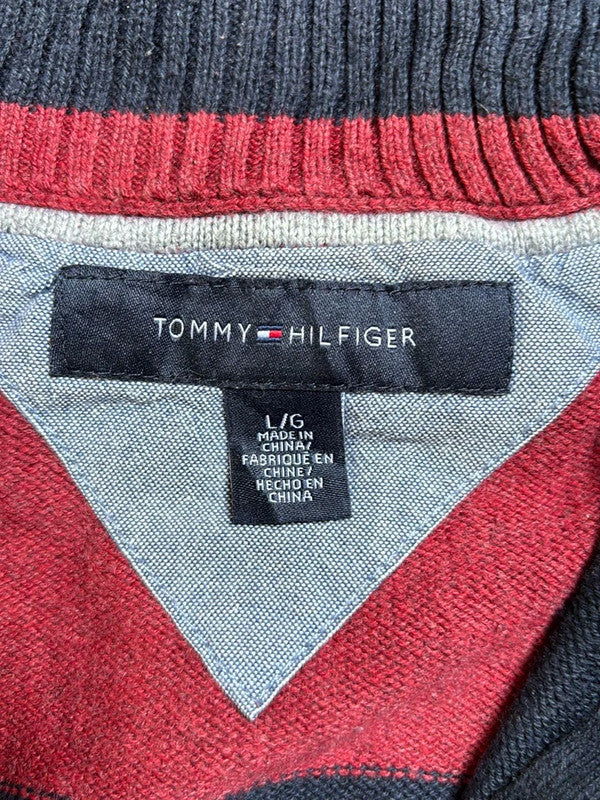 TOMMY HILFIGER
L/G
MADE IN
CHINA/
FABRIQUÉ EN
CHINE/
HECHO EN
CHINA